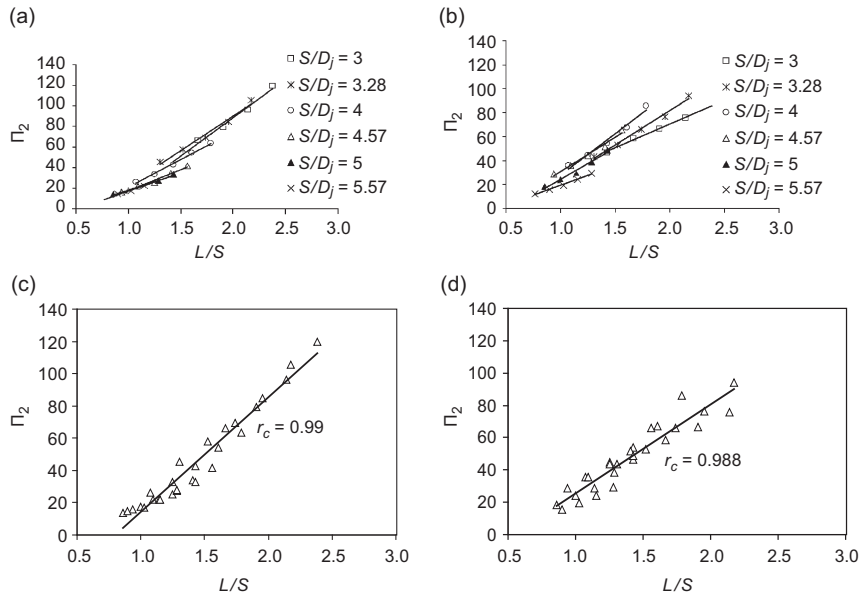 (a)
140
120
100
80
60
40
20
0
Π2
0.5 1.0 1.5 2.0 2.5 3.0
L/S
S/Dj = 3
S/Dj = 3.28
S/Dj = 4
S/Dj = 4.57
S/Dj = 5
S/Dj = 5.57
(b)
140
120
100
80
60
40
20
0
Π2
0.5 1.0 1.5 2.0 2.5 3.0
L/S
S/Dj = 3
S/Dj = 3.28
S/Dj = 4
S/Dj = 4.57
S/Dj = 5
S/Dj = 5.57
(c)
140
120
100
80
60
40
20
0
Π2
rc = 0.99
0.5 1.0 1.5 2.0 2.5 3.0
L/S
(d)
140
120
100
80
60
40
20
0
Π2
rc = 0.988
0.5 1.0 1.5 2.0 2.5 3.0
L/S